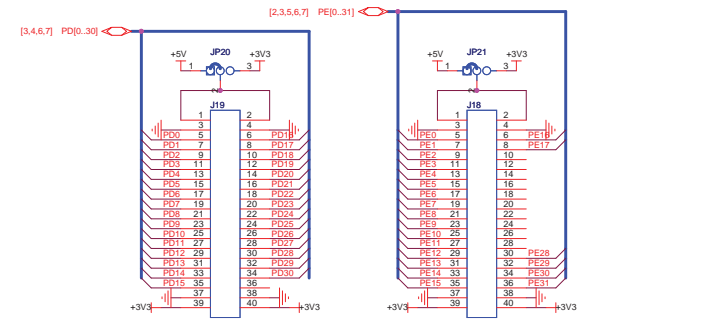 [3,4,6,7] PD[0..30]
[2,3,5,6,7] PE[0..31]
+5V JP20 +3V3
1 3
2
J19
1 2
3 4
PD0 5 6 PD16
PD1 7 8 PD17
PD2 9 10 PD18
PD3 11 12 PD19
PD4 13 14 PD20
PD5 15 16 PD21
PD6 17 18 PD22
PD7 19 20 PD23
PD8 21 22 PD24
PD9 23 24 PD25
PD10 25 26 PD26
PD11 27 28 PD27
PD12 29 30 PD28
PD13 31 32 PD29
PD14 33 34 PD30
PD15 35 36
37 38
+3V3 39 40 +3V3
+5V JP21 +3V3
1 3
2
J18
1 2
3 4
PE0 5 6 PE16
PE1 7 8 PE17
PE2 9 10
PE3 11 12
PE4 13 14
PE5 15 16
PE6 17 18
PE7 19 20
PE8 21 22
PE9 23 24
PE10 25 26
PE11 27 28
PE12 29 30 PE28
PE13 31 32 PE29
PE14 33 34 PE30
PE15 35 36 PE31
37 38
+3V3 39 40 +3V3